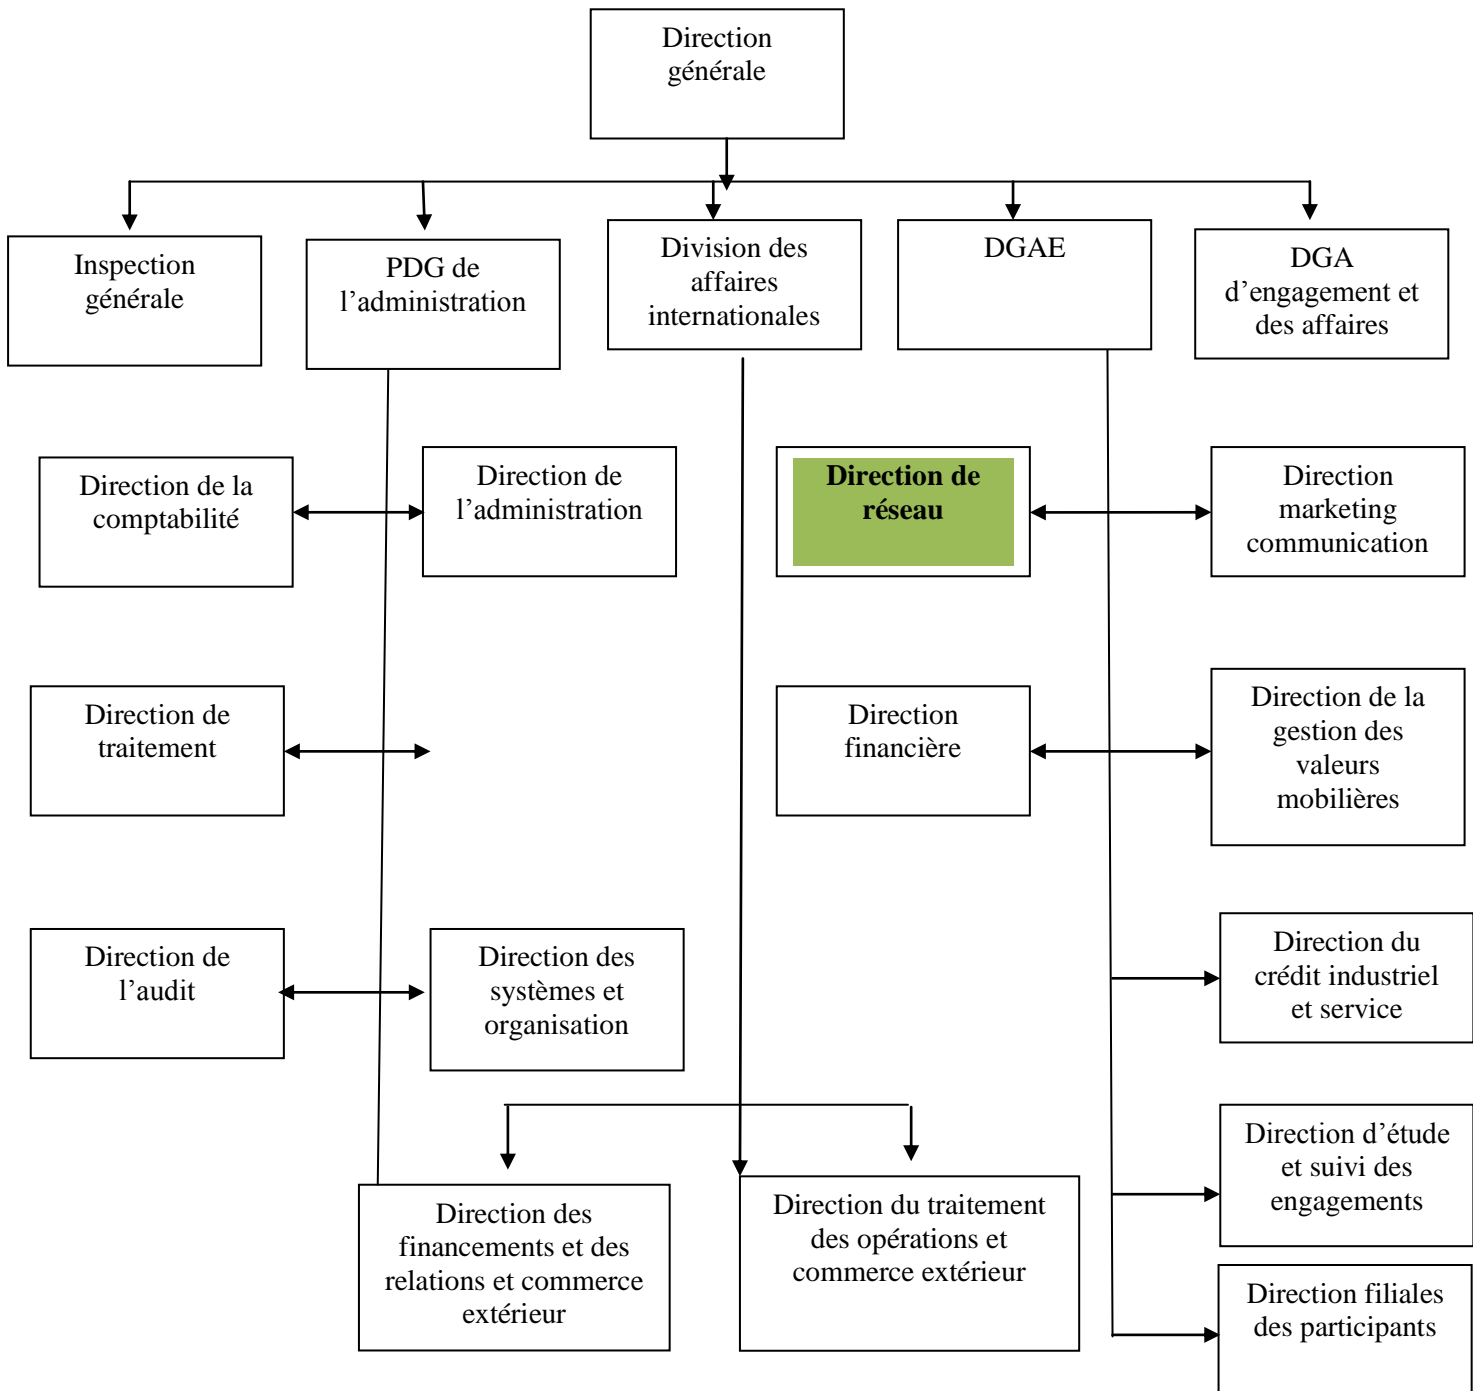 Direction
générale
Inspection
générale
PDG de
l’administration
Division des
affaires
internationales
DGAE
DGA
d’engagement et
des affaires
Direction de la
comptabilité
Direction de
l’administration
Direction de
réseau
Direction
marketing
communication
Direction de
traitement
Direction
financière
Direction de la
gestion des
valeurs
mobilières
Direction de
l’audit
Direction des
systèmes et
organisation
Direction du
crédit industriel
et service
Direction d’étude
et suivi des
engagements
Direction des
financements et des
relations et commerce
extérieur
Direction du traitement
des opérations et
commerce extérieur
Direction filiales
des participants